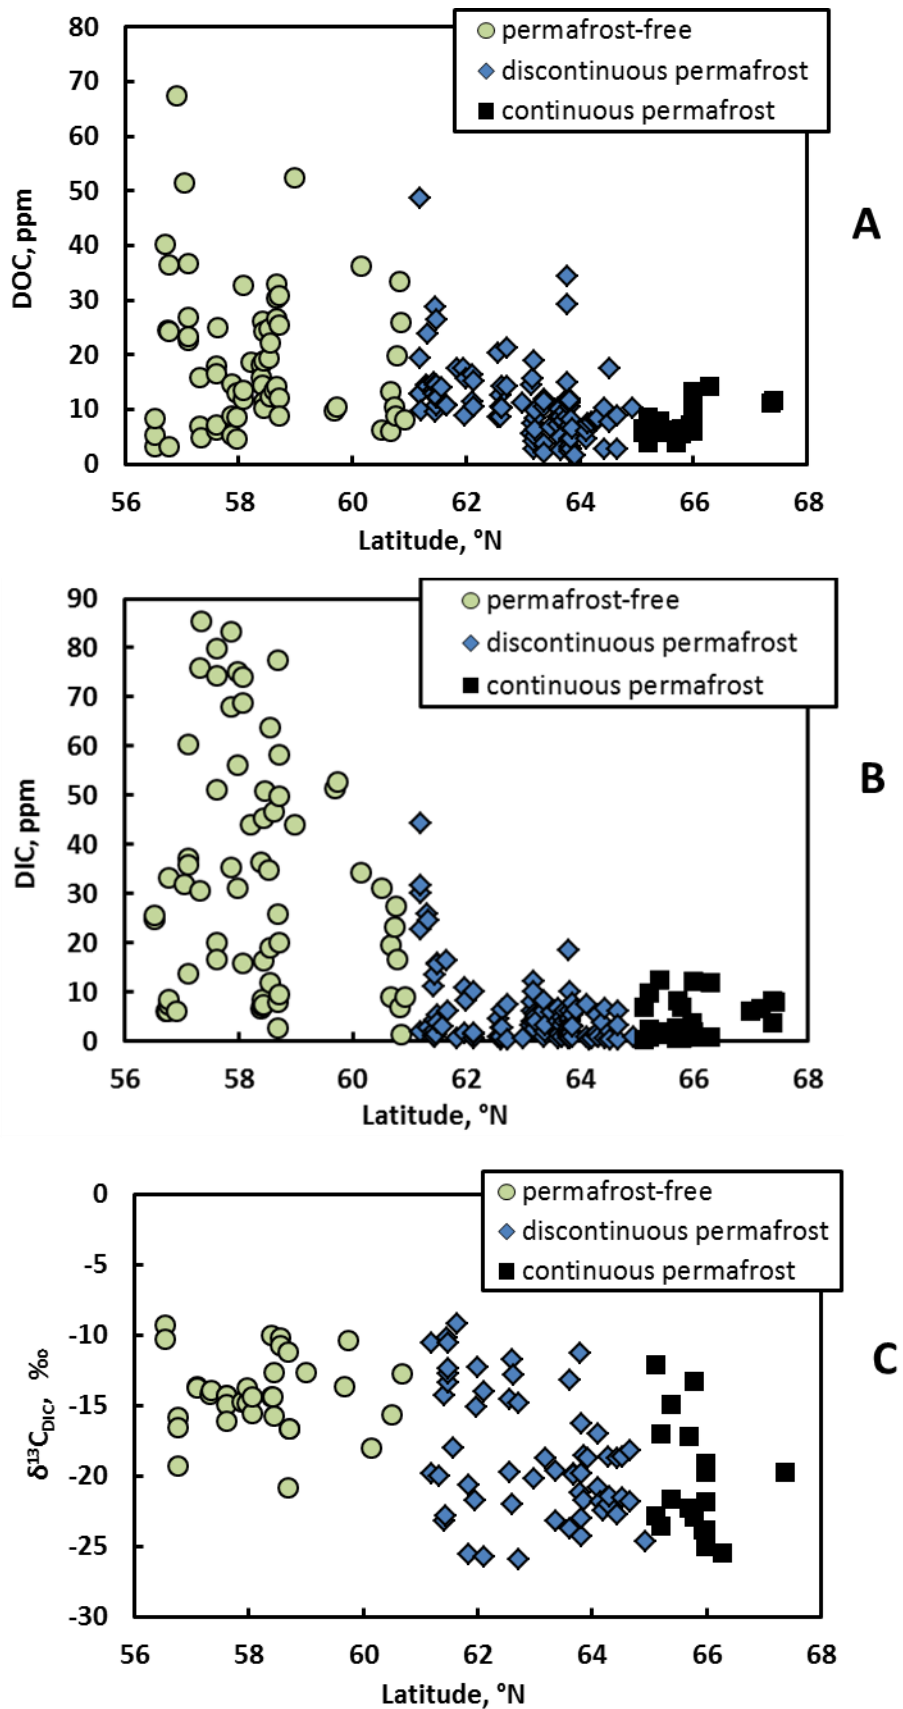 80
70
60
50
40
30
20
10
0
DOC, ppm
permafrost-free
discontinuous permafrost
continuous permafrost
A
56 58 60 62 64 66 68
Latitude, °N
90
80
70
60
50
40
30
20
10
0
DIC, ppm
permafrost-free
discontinuous permafrost
continuous permafrost
B
56 58 60 62 64 66 68
Latitude, °N
0
-5
-10
-15
-20
-25
-30
δ¹³C_DIC, ‰
permafrost-free
discontinuous permafrost
continuous permafrost
C
56 58 60 62 64 66 68
Latitude, °N